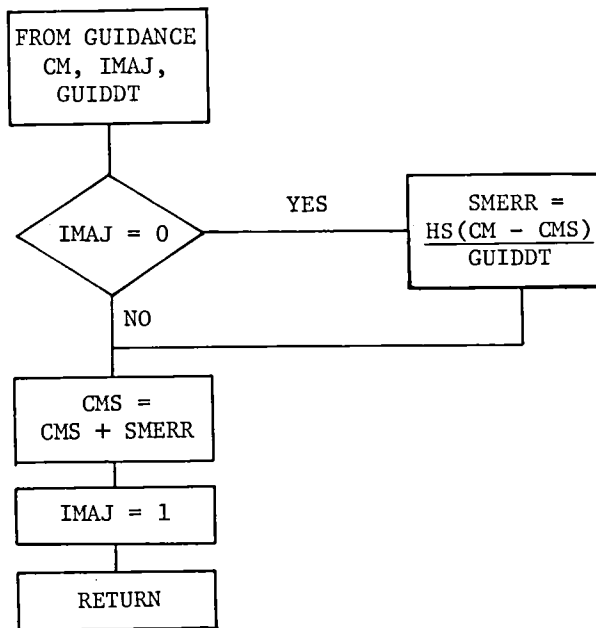 FROM GUIDANCE
CM, IMAJ,
GUIDDT
IMAJ = 0
YES
SMERR =
HS(CM - CMS)
GUIDDT
NO
CMS =
CMS + SMERR
IMAJ = 1
RETURN